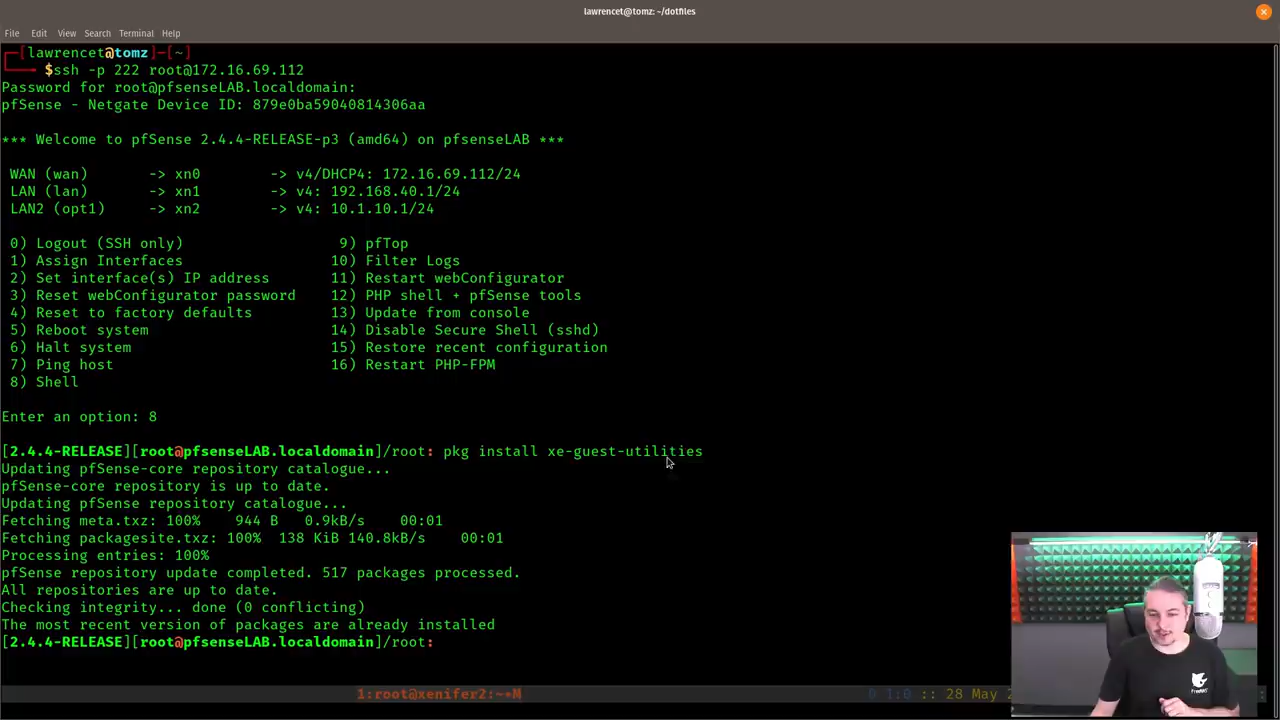 lawrencet@tomz: ~/dotfiles
File Edit View Search Terminal Help
[lawrencet@tomz]-[~]
$ssh -p 222 root@172.16.69.112
Password for root@pfsenseLAB.localdomain:
pfSense - Netgate Device ID: 879e0ba59040814306aa
*** Welcome to pfSense 2.4.4-RELEASE-p3 (amd64) on pfsenseLAB ***
WAN (wan) -> xn0 -> v4/DHCP4: 172.16.69.112/24
LAN (lan) -> xn1 -> v4: 192.168.40.1/24
LAN2 (opt1) -> xn2 -> v4: 10.1.10.1/24
0) Logout (SSH only) 9) pfTop
1) Assign Interfaces 10) Filter Logs
2) Set interface(s) IP address 11) Restart webConfigurator
3) Reset webConfigurator password 12) PHP shell + pfSense tools
4) Reset to factory defaults 13) Update from console
5) Reboot system 14) Disable Secure Shell (sshd)
6) Halt system 15) Restore recent configuration
7) Ping host 16) Restart PHP-FPM
8) Shell
Enter an option: 8
[2.4.4-RELEASE][root@pfsenseLAB.localdomain]/root: pkg install xe-guest-utilities
Updating pfSense-core repository catalogue...
pfSense-core repository is up to date.
Updating pfSense repository catalogue...
Fetching meta.txz: 100% 944 B 0.9kB/s 00:01
Fetching packagesite.txz: 100% 138 KiB 140.8kB/s 00:01
Processing entries: 100%
pfSense repository update completed. 517 packages processed.
All repositories are up to date.
Checking integrity... done (0 conflicting)
The most recent version of packages are already installed
[2.4.4-RELEASE][root@pfsenseLAB.localdomain]/root:
1:root@xenifer2:~*M 0 1:0 :: 28 May
FreeNAS